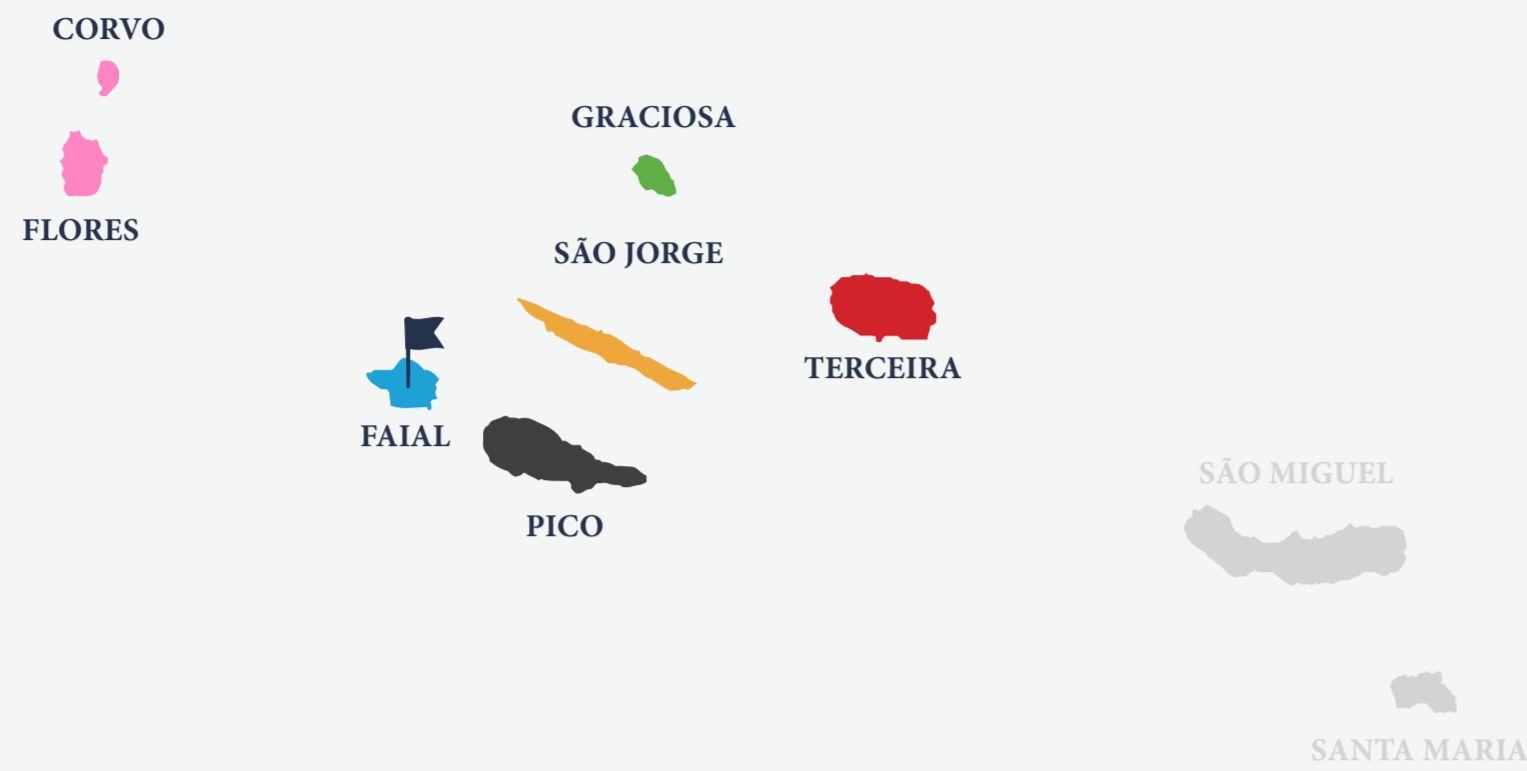 CORVO
GRACIOSA
FLORES
SÃO JORGE
TERCEIRA
FAIAL
SÃO MIGUEL
PICO
SANTA MARIA